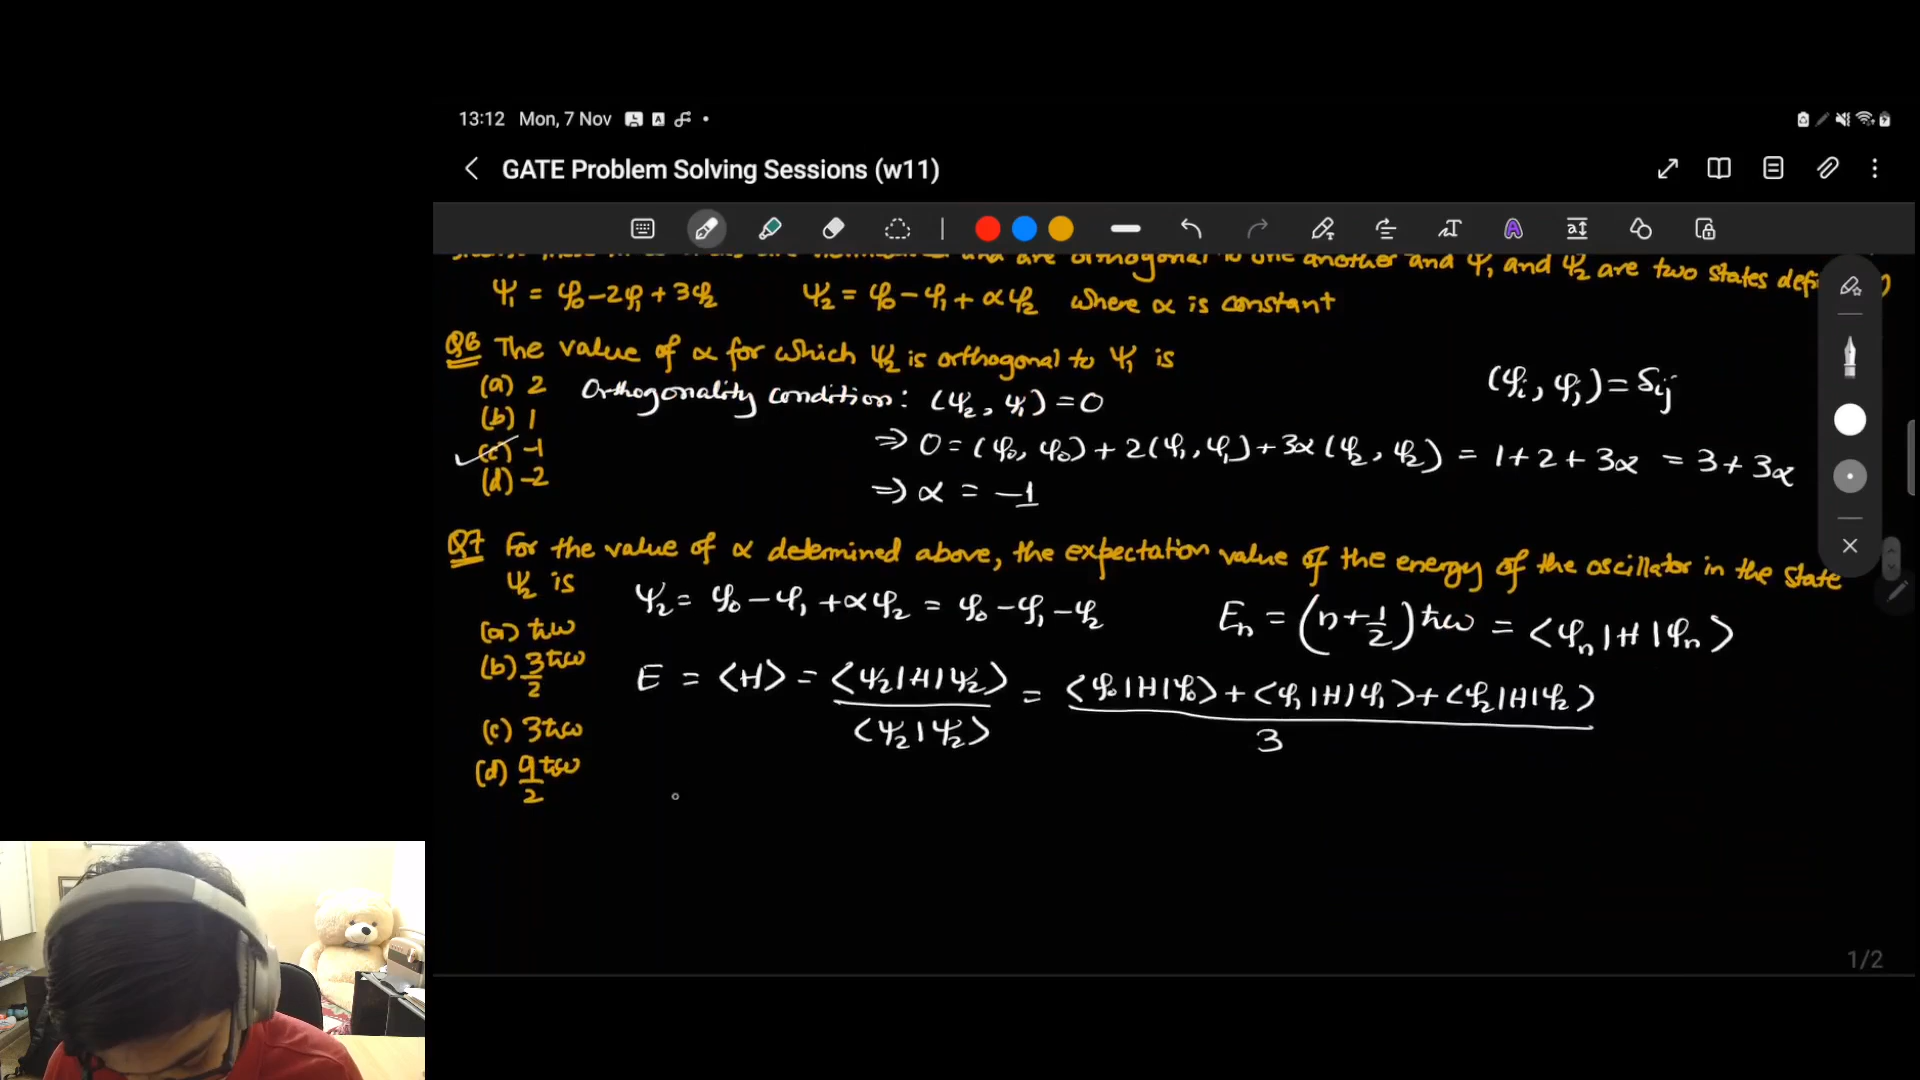 13:12 Mon, 7 Nov
GATE Problem Solving Sessions (w11)
and are orthogonal to one another and ψ₁ and ψ₂ are two states
ψ₁ = φ₀-2φ₁+3φ₂ ψ₂ = φ₀-φ₁+αφ₂ where α is constant
Q6 The value of α for which ψ₂ is orthogonal to ψ₁ is
(a) 2
(b) 1
(c) -1
(d) -2
Orthogonality condition: (ψ₂, ψ₁) = 0
(φᵢ, φⱼ) = δᵢⱼ
⇒ 0 = (φ₀, φ₀) + 2(φ₁, φ₁) + 3α(φ₂, φ₂) = 1+2+3α = 3+3α
⇒ α = -1
Q7 For the value of α determined above, the expectation value of the energy of the oscillator in the state
ψ₂ is
(a) ħω
(b) 3/2 ħω
(c) 3ħω
(d) 9/2 ħω
ψ₂ = φ₀-φ₁+αφ₂ = φ₀-φ₁-φ₂
Eₙ = (n+1/2)ħω = <φₙ|H|φₙ>
E = <H> = <ψ₂|H|ψ₂>/<ψ₂|ψ₂> = <φ₀|H|φ₀>+<φ₁|H|φ₁>+<φ₂|H|φ₂>/3
1/2